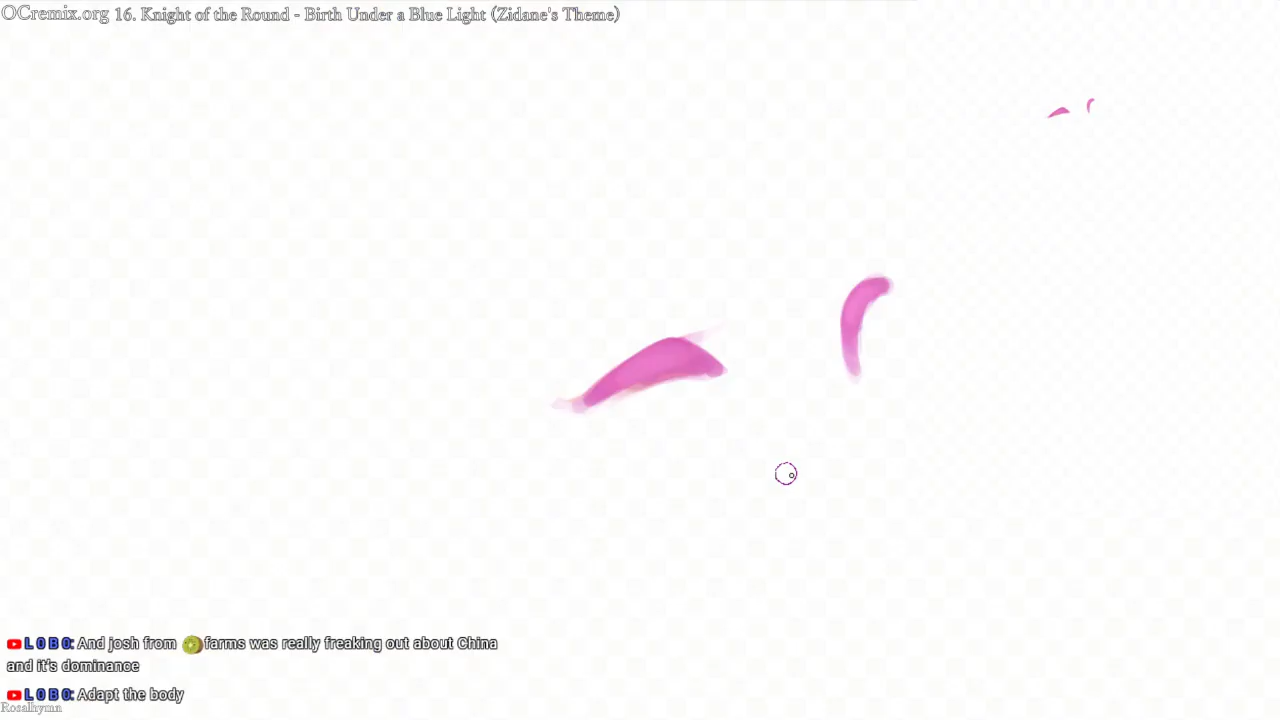 OCremix.org 16. Knight of the Round - Birth Under a Blue Light (Zidane's Theme)
L O B O: And josh from farms was really freaking out about China
and it's dominance
L O B O: Adapt the body
Rosalhymn